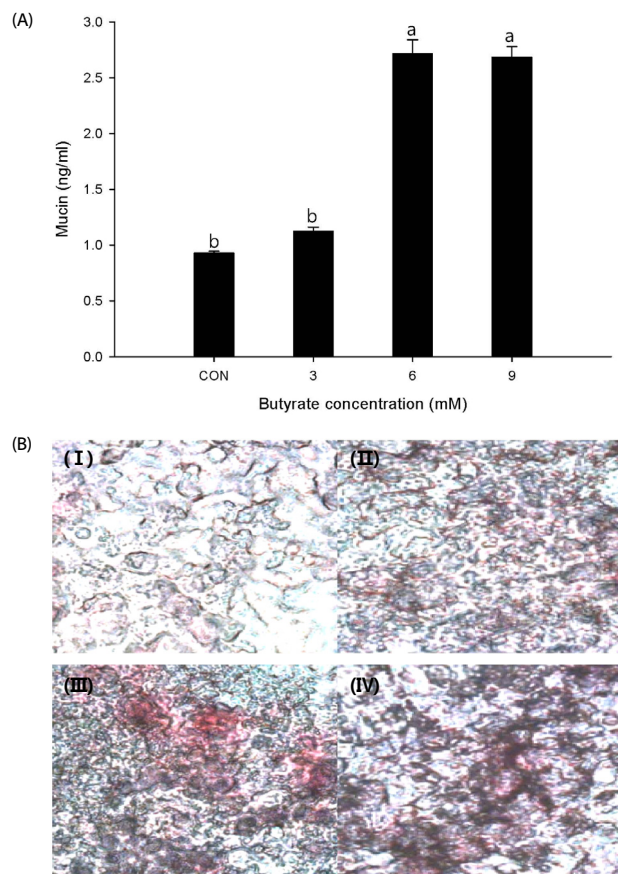 (A)
3.0
2.5
2.0
1.5
1.0
0.5
0.0
Mucin (ng/ml)
b
b
a
a
CON
3
6
9
Butyrate concentration (mM)
(B)
(I)
(II)
(III)
(IV)